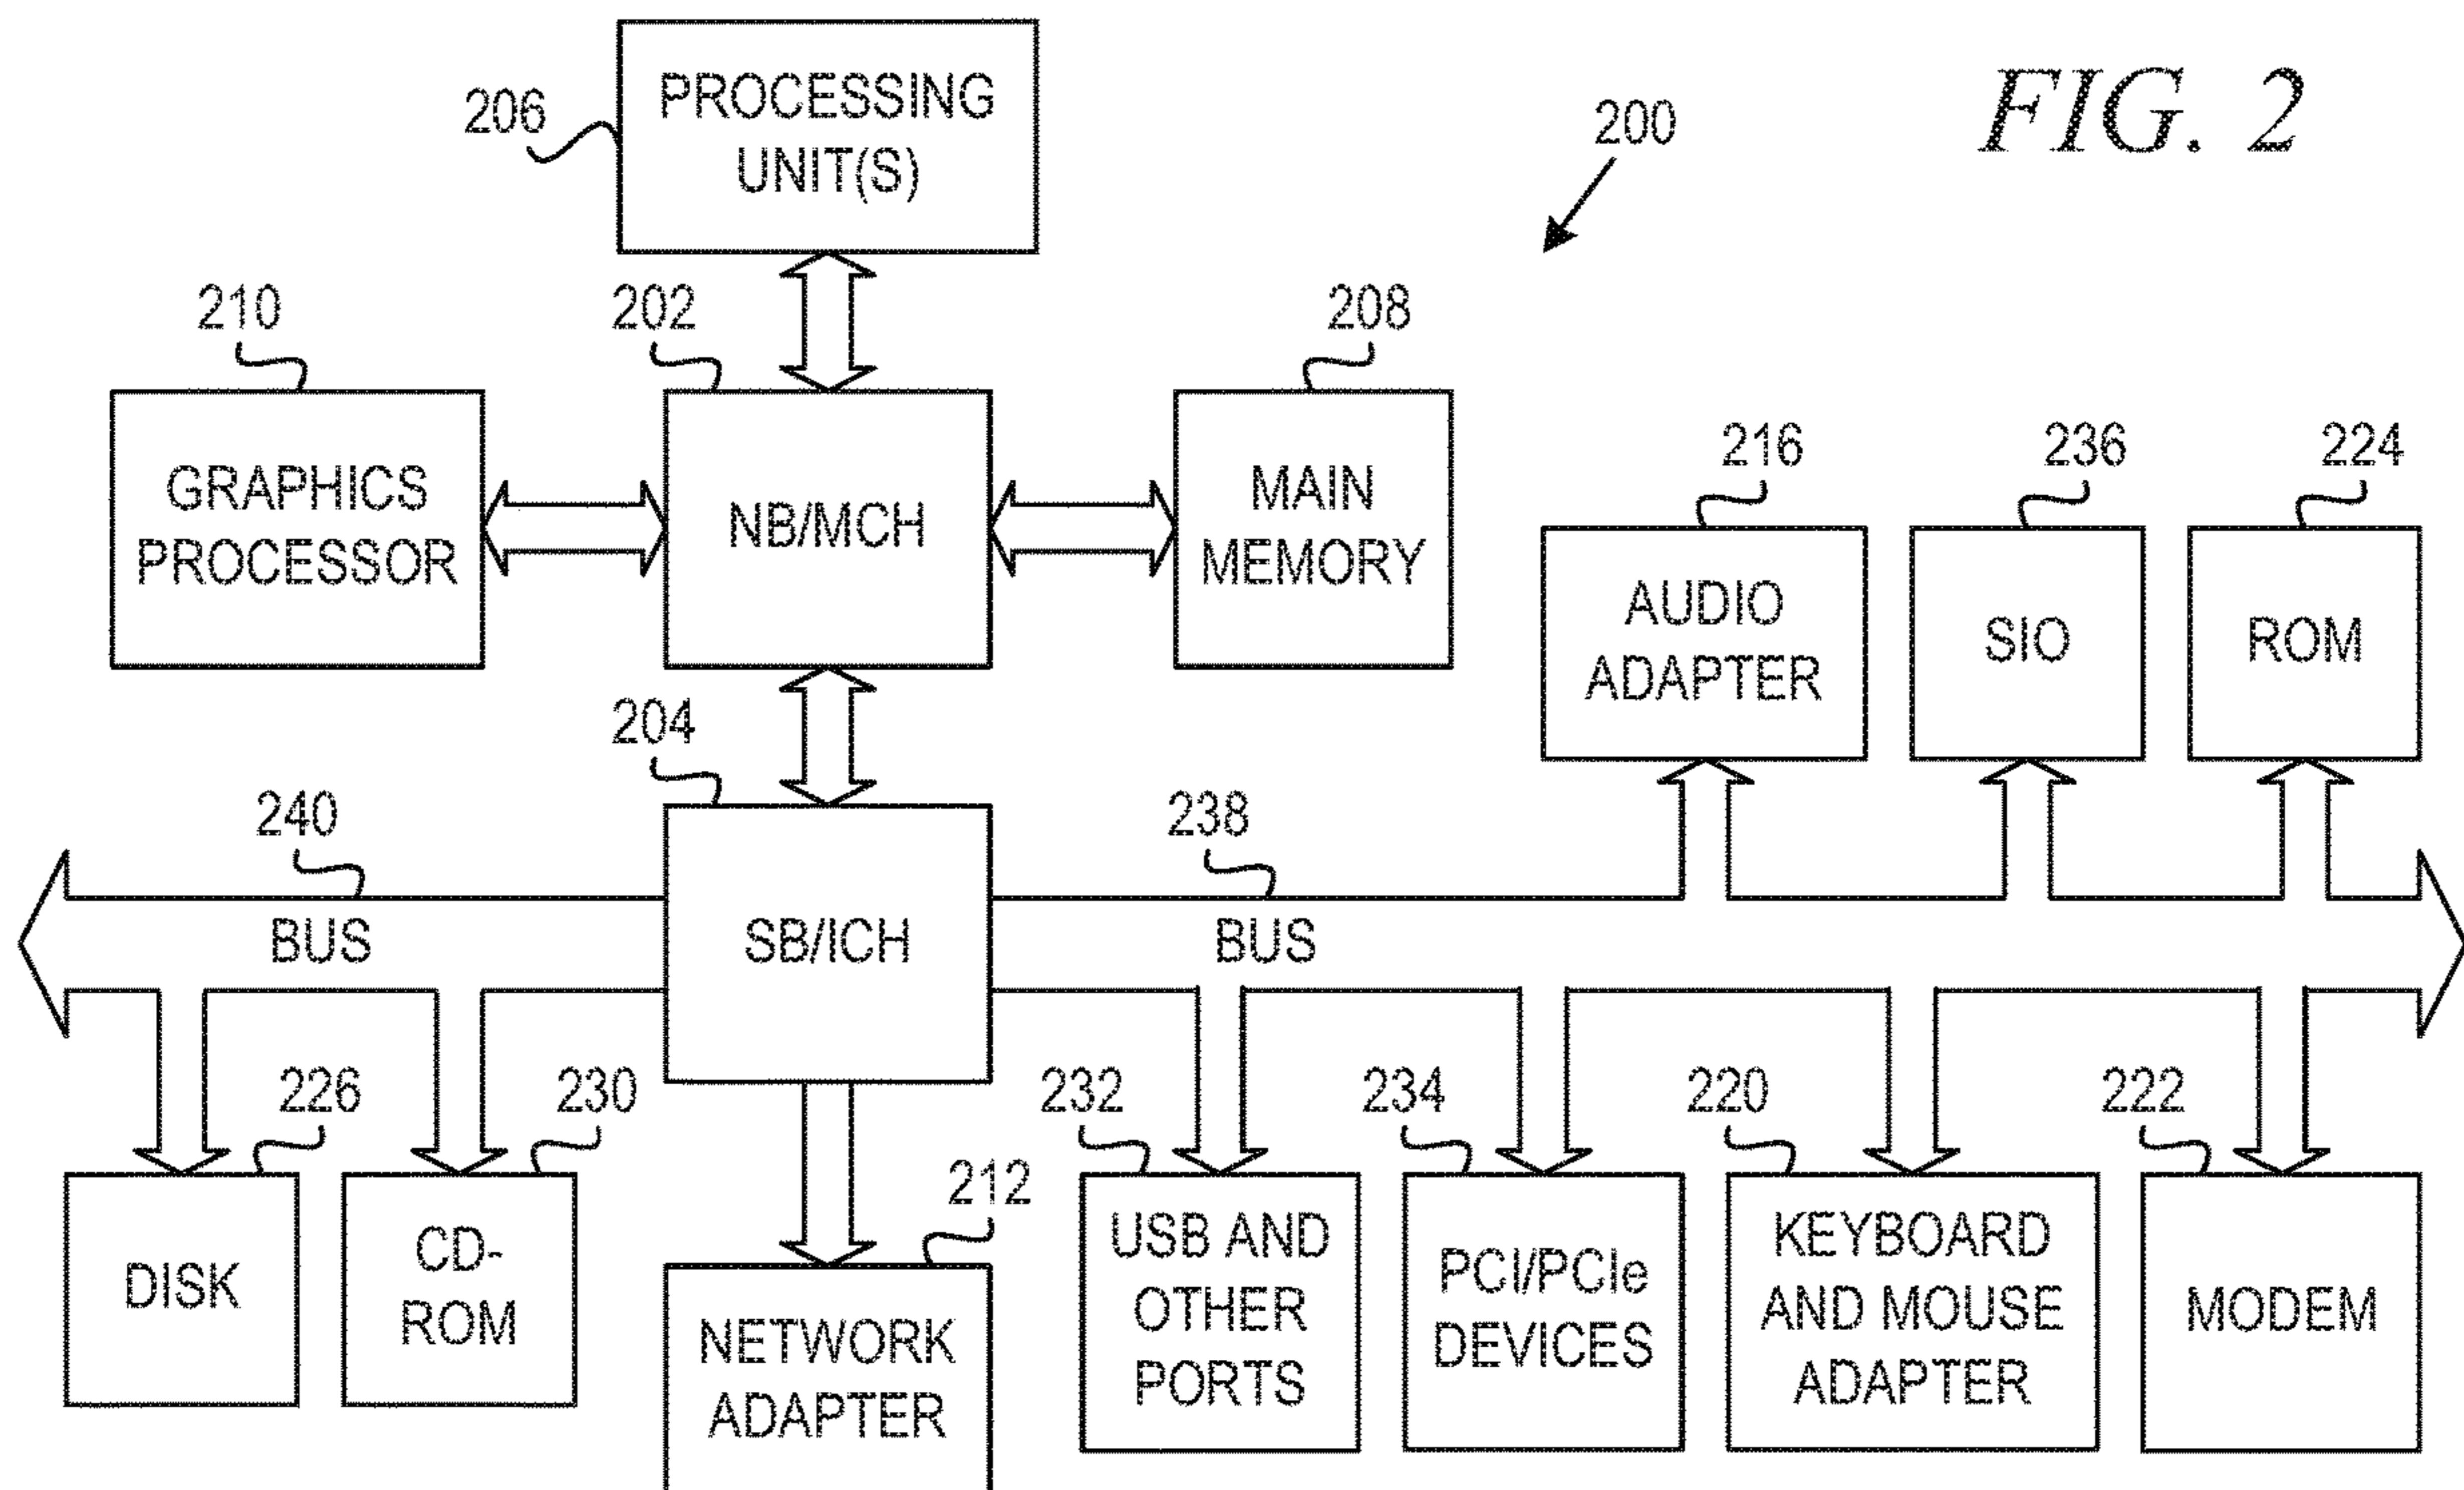 FIG. 2
200
206
PROCESSING
UNIT(S)
210
202
208
GRAPHICS
PROCESSOR
NB/MCH
MAIN
MEMORY
216
236
224
AUDIO
ADAPTER
SIO
ROM
204
240
238
BUS
SB/ICH
BUS
226
230
212
232
234
220
222
DISK
CD-
ROM
NETWORK
ADAPTER
USB AND
OTHER
PORTS
PCI/PCIe
DEVICES
KEYBOARD
AND MOUSE
ADAPTER
MODEM